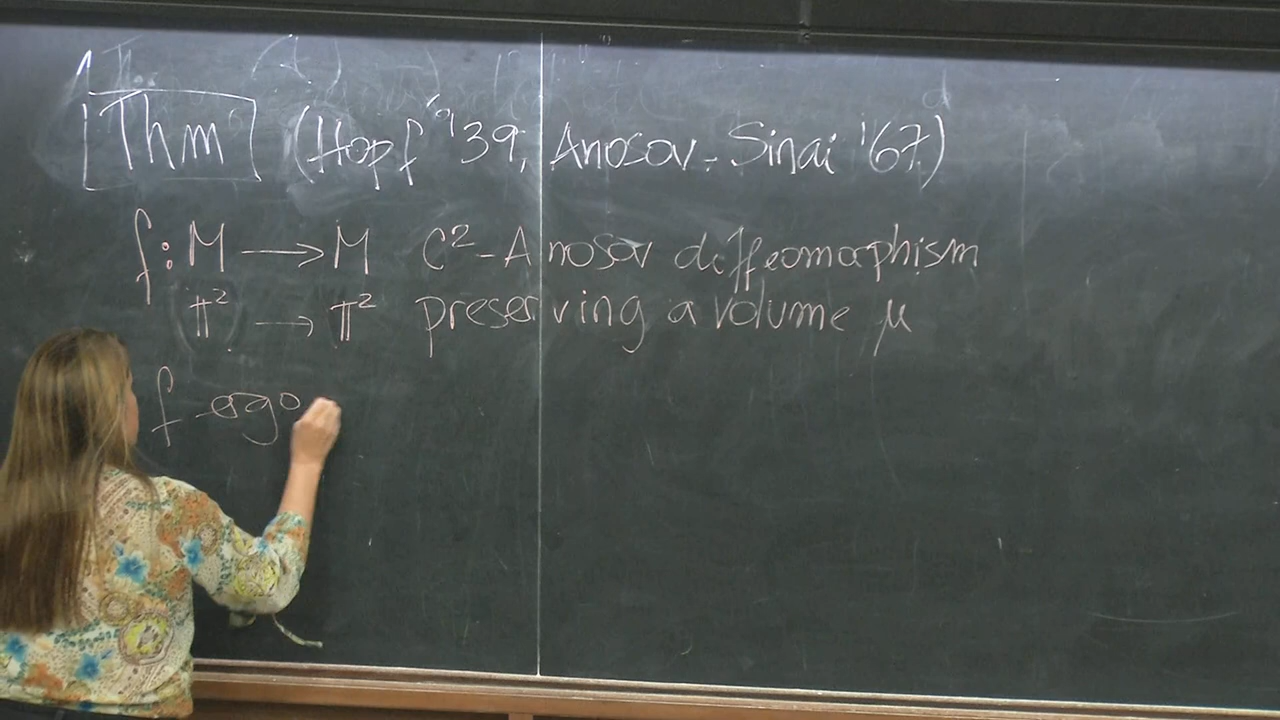 Thm (Hopf '39, Anosov - Sinai '67)
f: M → M C²-Anosov diffeomorphism
𝕋² → 𝕋² preserving a volume μ
f ergo